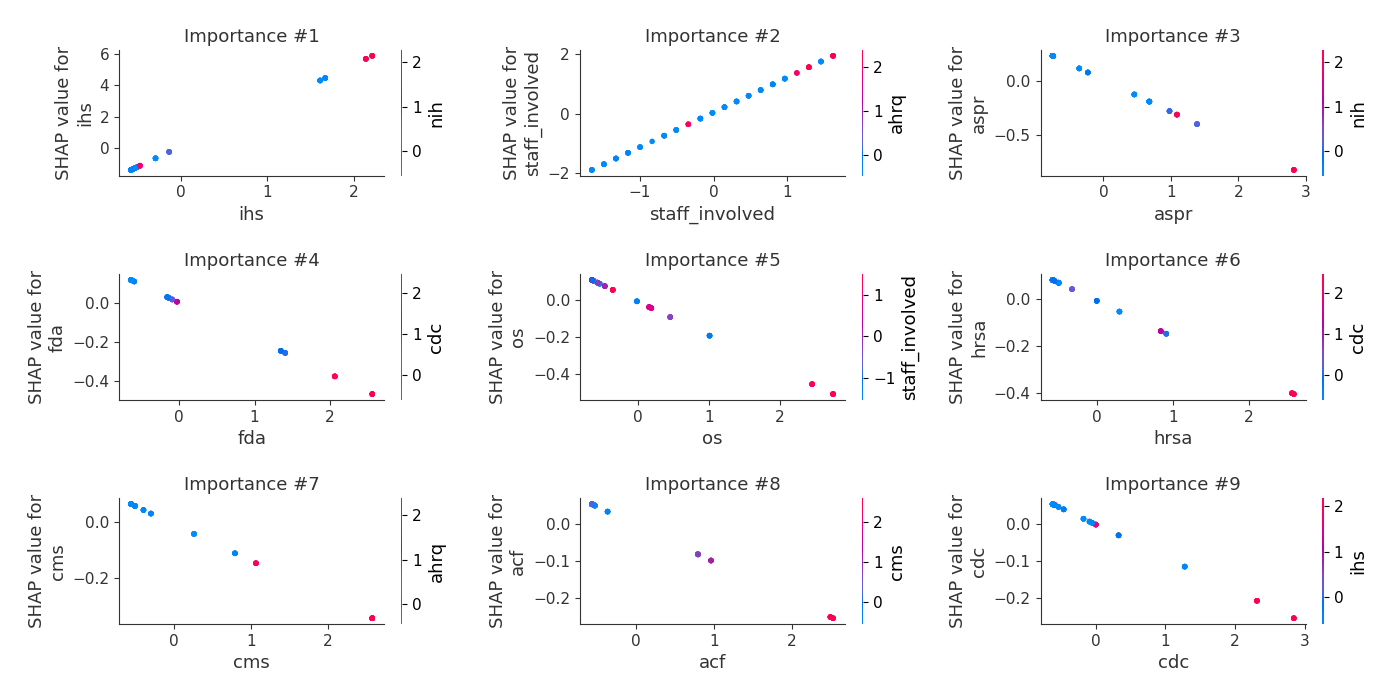 Importance #1
SHAP value for
ihs
6
4
2
0
0
1
2
ihs
2
1
0
nih
Importance #2
SHAP value for
staff_involved
2
0
−2
−1
0
1
staff_involved
2
1
0
ahrq
Importance #3
SHAP value for
aspr
0.0
−0.5
0
1
2
3
aspr
2
1
0
nih
Importance #4
SHAP value for
fda
0.0
−0.2
−0.4
0
1
2
fda
2
1
0
cdc
Importance #5
SHAP value for
os
0.0
−0.2
−0.4
0
1
2
os
1
0
−1
staff_involved
Importance #6
SHAP value for
hrsa
0.0
−0.2
−0.4
0
1
2
hrsa
2
1
0
cdc
Importance #7
SHAP value for
cms
0.0
−0.2
0
1
2
cms
2
1
0
ahrq
Importance #8
SHAP value for
acf
0.0
−0.1
−0.2
0
1
2
acf
2
1
0
cms
Importance #9
SHAP value for
cdc
0.0
−0.1
−0.2
0
1
2
3
cdc
2
1
0
ihs